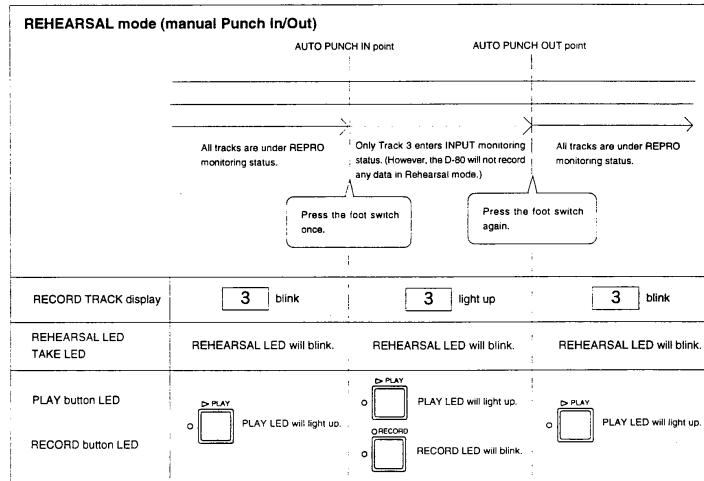 REHEARSAL mode (manual Punch In/Out)
AUTO PUNCH IN point
AUTO PUNCH OUT point
All tracks are under REPRO
monitoring status.
Only Track 3 enters INPUT monitoring
status. (However, the D-80 will not record
any data in Rehearsal mode.)
All tracks are under REPRO
monitoring status.
Press the foot switch
once.
Press the foot switch
again.
RECORD TRACK display
3 blink
3 light up
3 blink
REHEARSAL LED
TAKE LED
REHEARSAL LED will blink.
REHEARSAL LED will blink.
REHEARSAL LED will blink.
PLAY button LED
RECORD button LED
▷ PLAY
PLAY LED will light up.
▷ PLAY
PLAY LED will light up.
○ RECORD
RECORD LED will blink.
▷ PLAY
PLAY LED will light up.